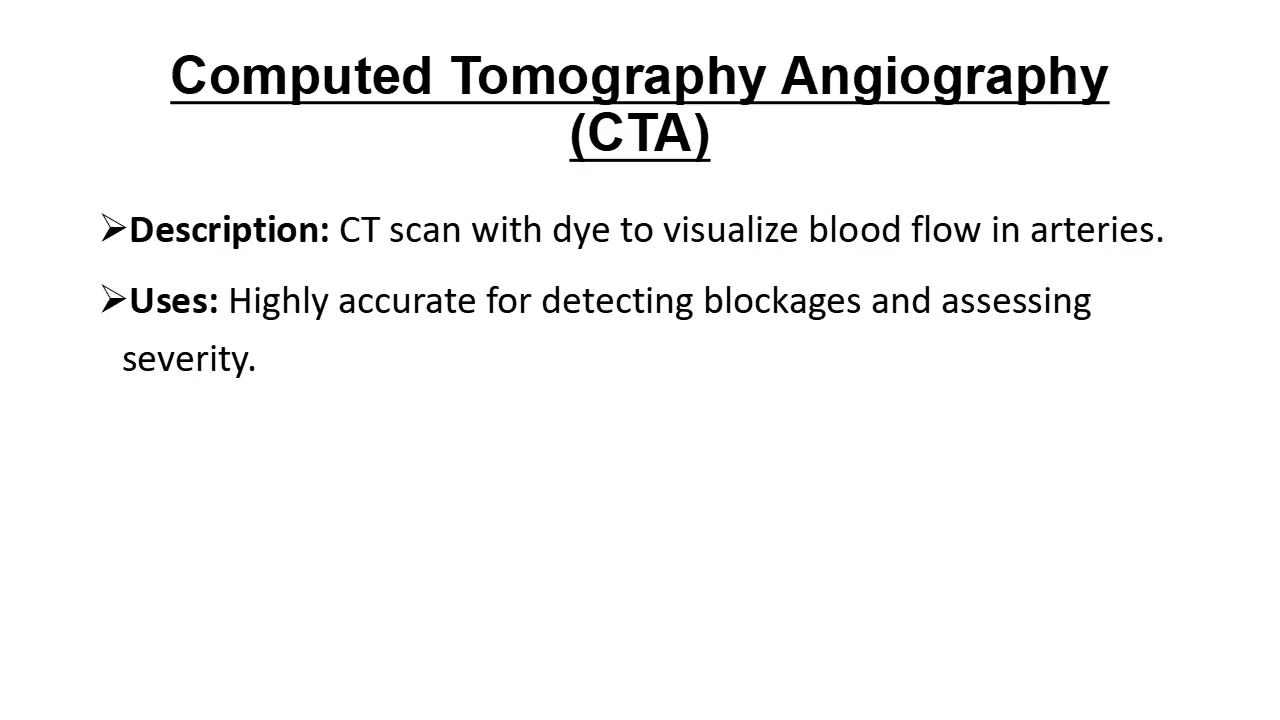 Computed Tomography Angiography
(CTA)
➢Description: CT scan with dye to visualize blood flow in arteries.
➢Uses: Highly accurate for detecting blockages and assessing
severity.